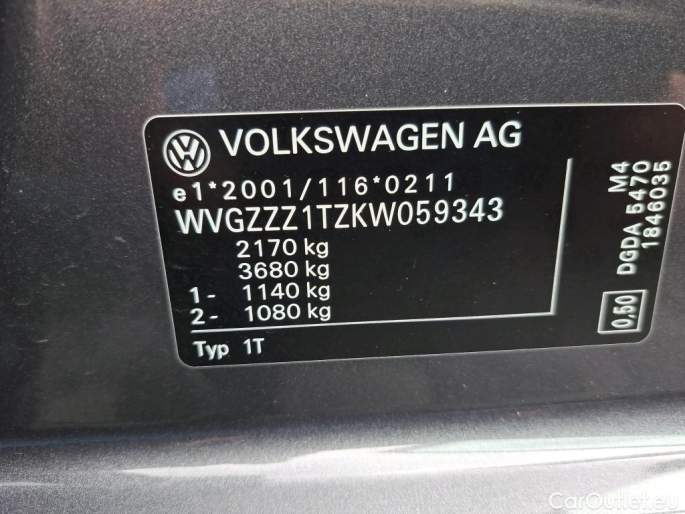 VOLKSWAGEN AG
e1*2001/116*0211
WVGZZZ1TZKW059343
2170 kg
3680 kg
1- 1140 kg
2- 1080 kg
Typ 1T
M4
DGDA 5470
1846035
0,50
CarOutlet.eu